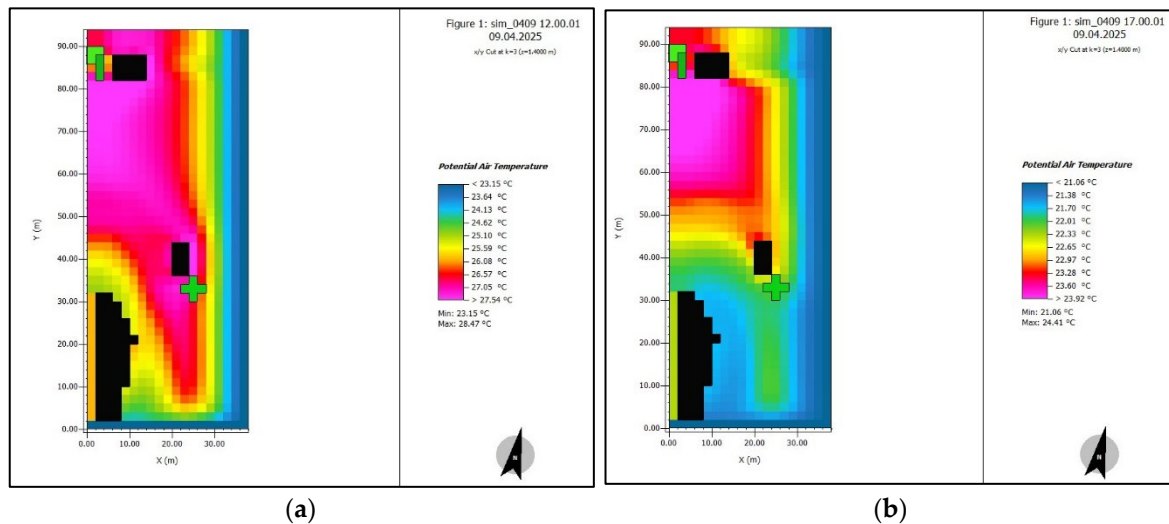 Figure 1: sim_0409 12.00.01
09.04.2025
x/y Cut at k=3 (z=1.4000 m)
90.00
80.00
70.00
60.00
50.00
40.00
30.00
20.00
10.00
0.00
Y (m)
0.00 10.00 20.00 30.00
X (m)
Potential Air Temperature
< 23.15 °C
23.64 °C
24.13 °C
24.62 °C
25.10 °C
25.59 °C
26.08 °C
26.57 °C
27.05 °C
> 27.54 °C
Min: 23.15 °C
Max: 28.47 °C
N
(a)
Figure 1: sim_0409 17.00.01
09.04.2025
x/y Cut at k=3 (z=1.4000 m)
90.00
80.00
70.00
60.00
50.00
40.00
30.00
20.00
10.00
0.00
Y (m)
0.00 10.00 20.00 30.00
X (m)
Potential Air Temperature
< 21.06 °C
21.38 °C
21.70 °C
22.01 °C
22.33 °C
22.65 °C
22.97 °C
23.28 °C
23.60 °C
> 23.92 °C
Min: 21.06 °C
Max: 24.41 °C
N
(b)